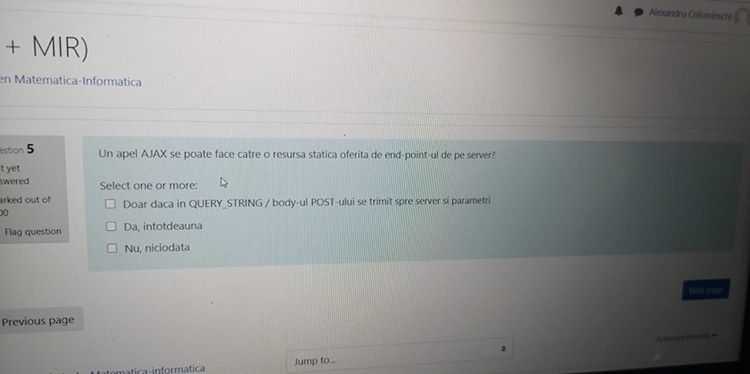 Alexandru Colominschi
+ MIR)
en Matematica-Informatica
estion 5
t yet
swered
arked out of
00
Flag question
Un apel AJAX se poate face catre o resursa statica oferita de end-point-ul de pe server?
Select one or more:
Doar daca in QUERY_STRING / body-ul POST-ului se trimit spre server si parametri
Da, intotdeauna
Nu, niciodata
Next page
Previous page
Announcements
Jump to...
Matematica-informatica